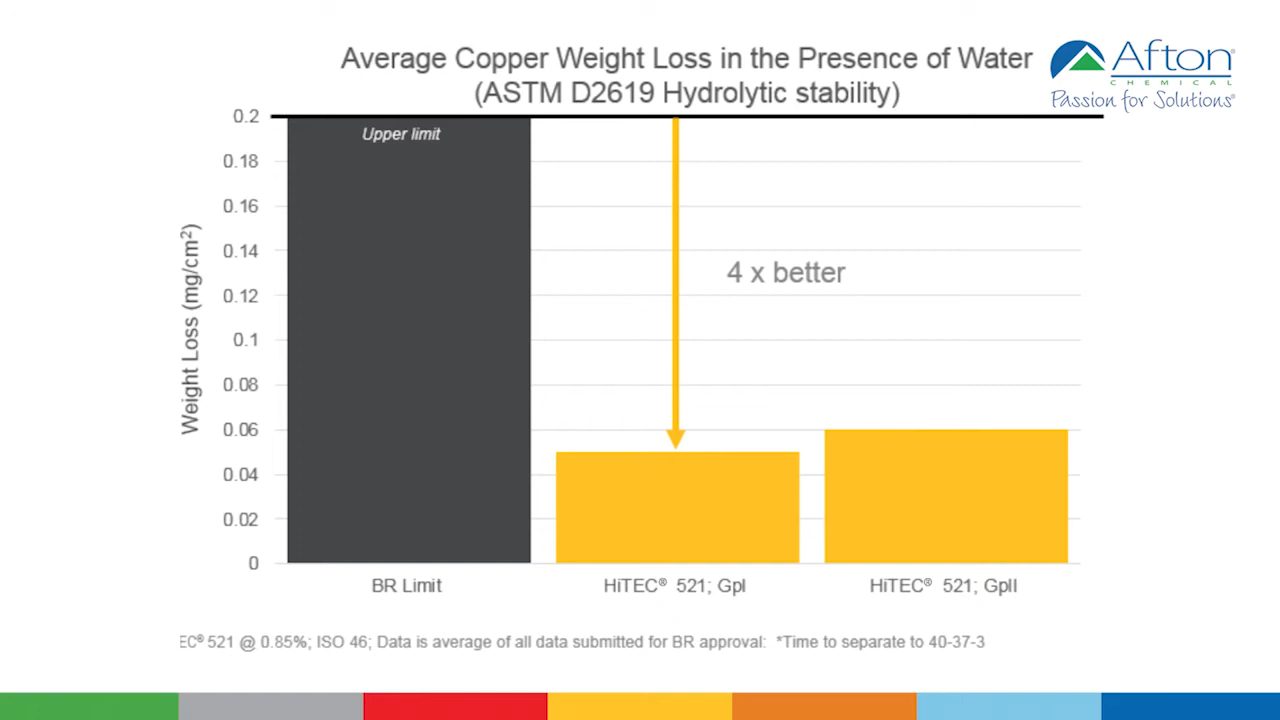 Average Copper Weight Loss in the Presence of Water
(ASTM D2619 Hydrolytic stability)
Afton®
CHEMICAL
Passion for Solutions®
Weight Loss (mg/cm²)
0.2
0.18
0.16
0.14
0.12
0.1
0.08
0.06
0.04
0.02
0
Upper limit
4 x better
BR Limit
HiTEC® 521; GpI
HiTEC® 521; GpII
EC® 521 @ 0.85%; ISO 46; Data is average of all data submitted for BR approval: *Time to separate to 40-37-3